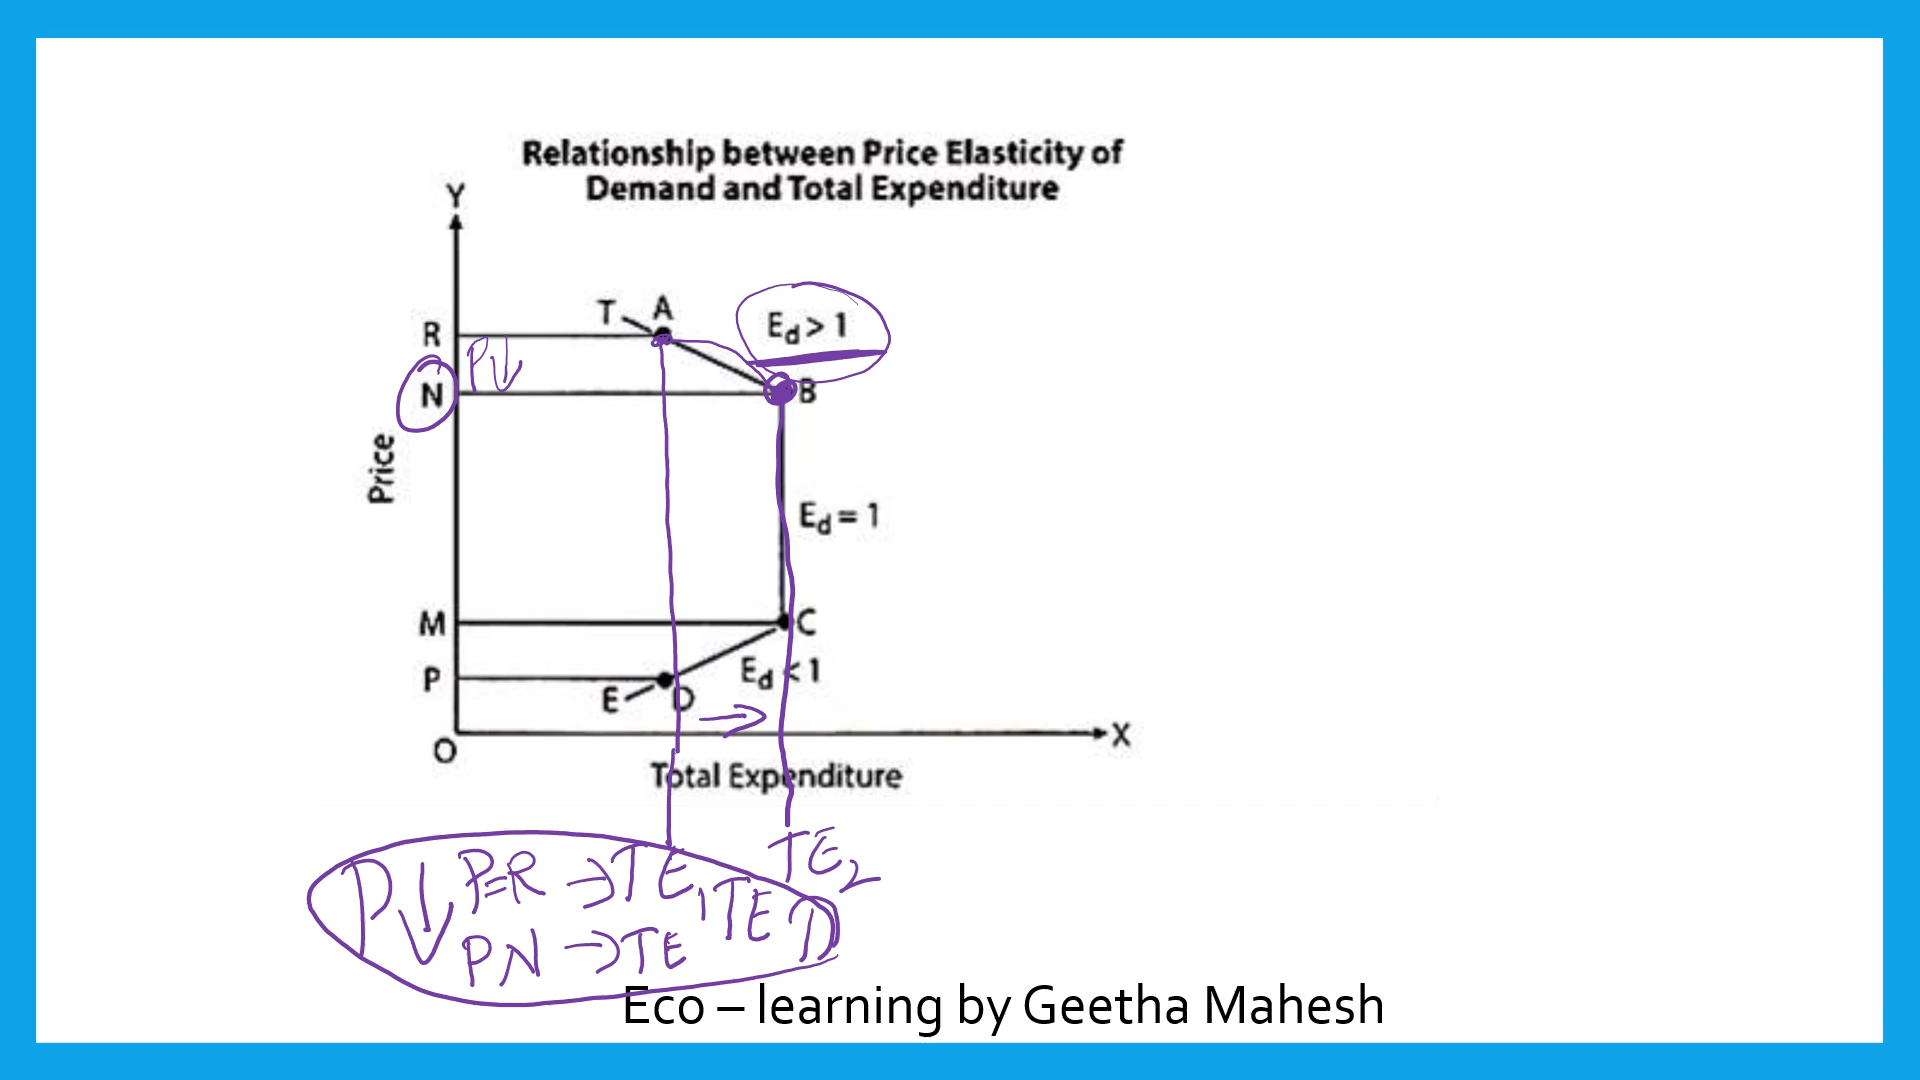 Relationship between Price Elasticity of
Demand and Total Expenditure
Y
T A
Ed > 1
R
P↓
N
B
Price
Ed = 1
M
C
P
Ed < 1
E
D
→
O
X
Total Expenditure
TE2
P↓ P=R → TE1 TE ↑
PN → TE
Eco – learning by Geetha Mahesh